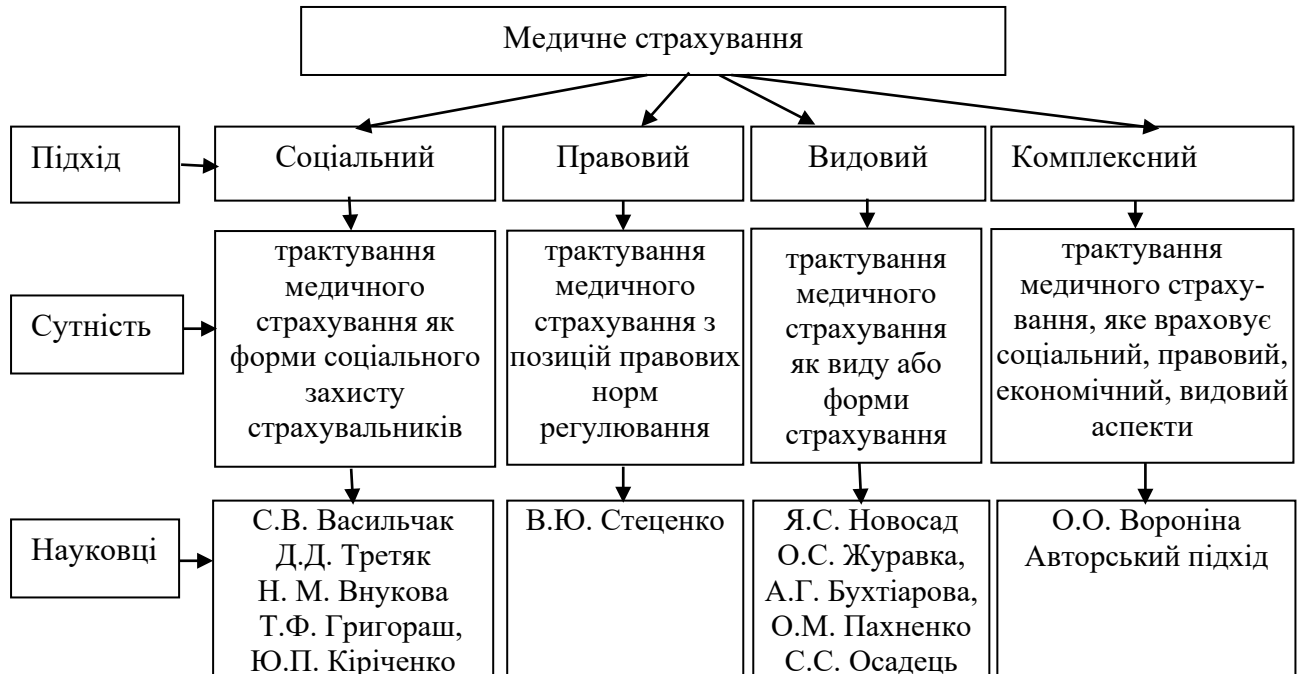 Медичне страхування
Підхід
Соціальний
Правовий
Видовий
Комплексний
Сутність
трактування
медичного
страхування як
форми соціального
захисту
страхувальників
трактування
медичного
страхування з
позицій правових
норм
регулювання
трактування
медичного
страхування
як виду або
форми
страхування
трактування
медичного страху-
вання, яке враховує
соціальний, правовий,
економічний, видовий
аспекти
Науковці
С.В. Васильчак
Д.Д. Третяк
Н. М. Внукова
Т.Ф. Григораш,
Ю.П. Кіріченко
В.Ю. Стеценко
Я.С. Новосад
О.С. Журавка,
А.Г. Бухтіарова,
О.М. Пахненко
С.С. Осадець
О.О. Вороніна
Авторський підхід